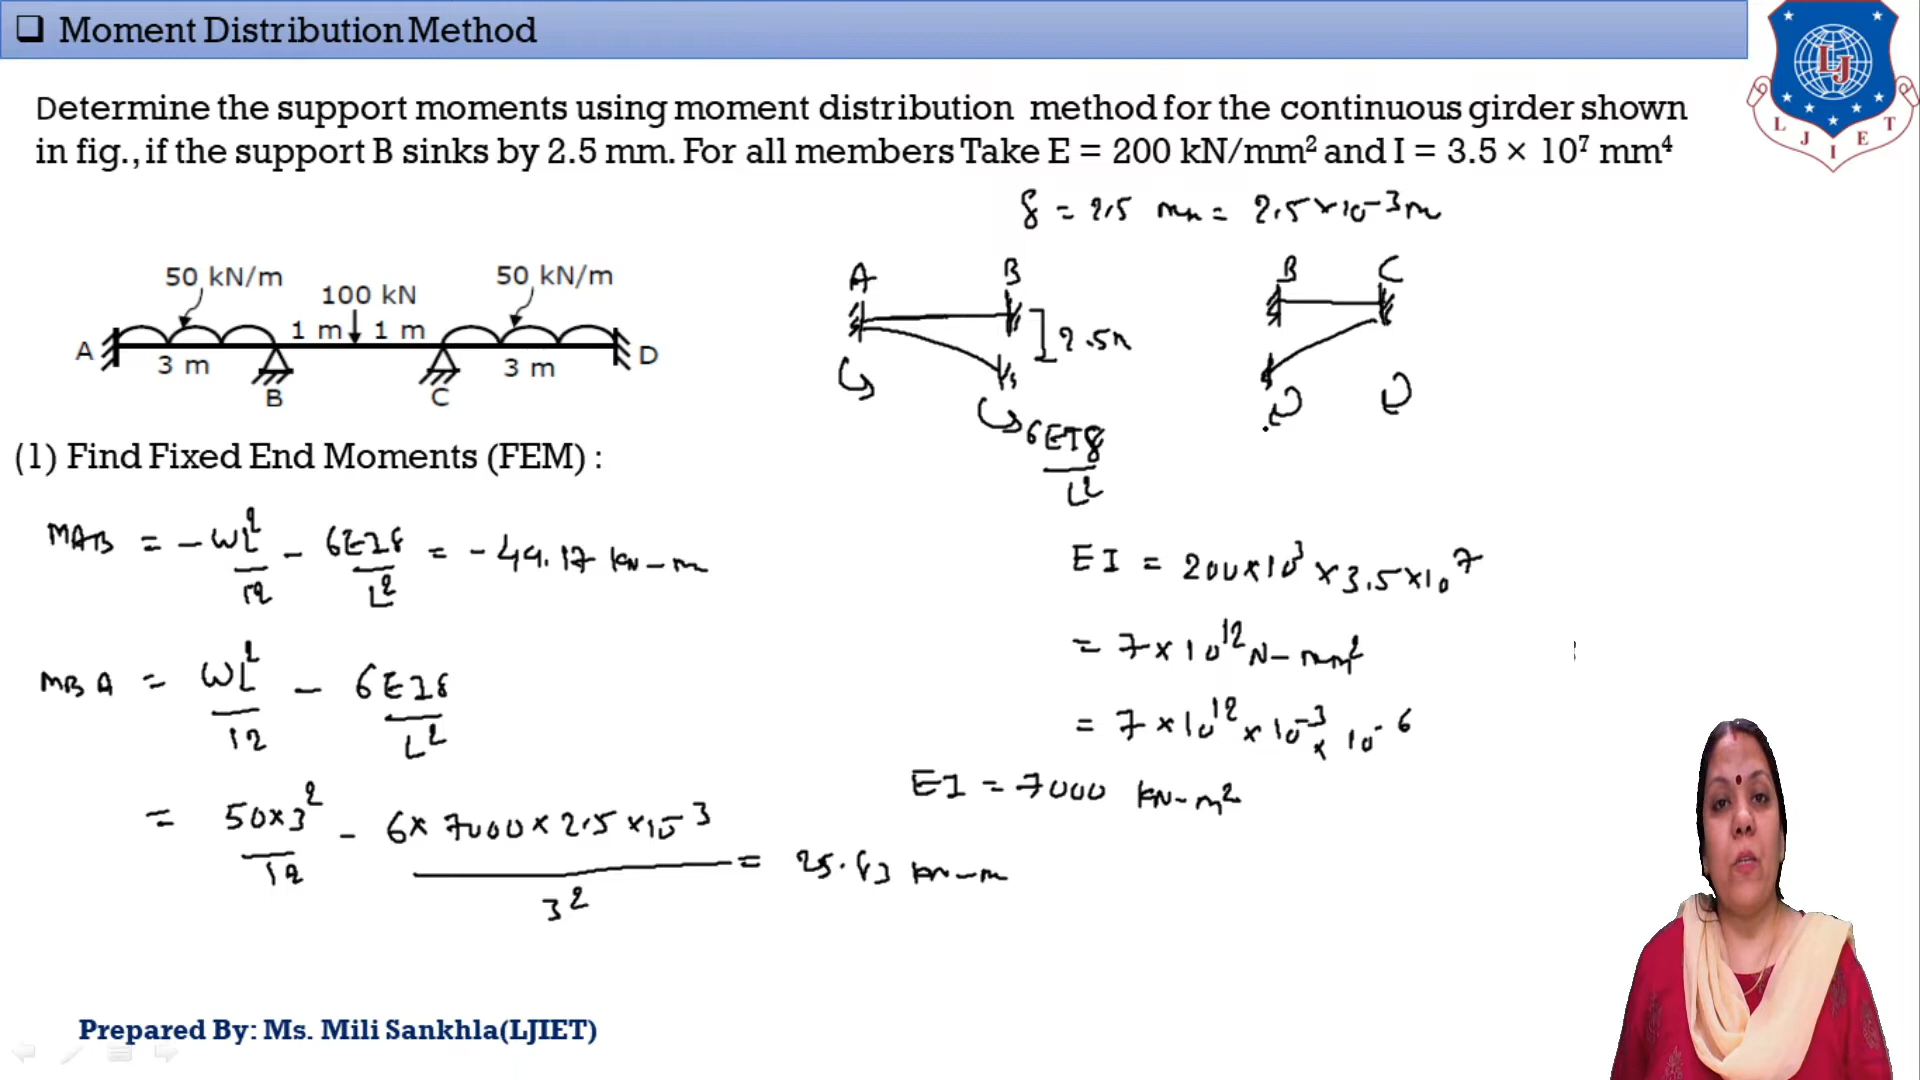 ❑ Moment Distribution Method
L J
L J I E T
Determine the support moments using moment distribution method for the continuous girder shown
in fig., if the support B sinks by 2.5 mm. For all members Take E = 200 kN/mm² and I = 3.5 × 10⁷ mm⁴
δ = 2.5 mm = 2.5 × 10⁻³ m
50 kN/m 100 kN 50 kN/m
1 m 1 m
A 3 m B C 3 m D
A B
2.5m
6EIδ / L²
B C
(1) Find Fixed End Moments (FEM) :
MAB = - WL²/12 - 6EIδ/L² = - 49.17 kN-m
MBA = WL²/12 - 6EIδ/L²
= 50×3²/12 - 6×7000×2.5×10⁻³/3² = 25.83 kN-m
EI = 200×10³ × 3.5×10⁷
= 7×10¹² N-mm²
= 7×10¹² × 10⁻³ × 10⁻⁶
EI = 7000 kN-m²
Prepared By: Ms. Mili Sankhla(LJIET)